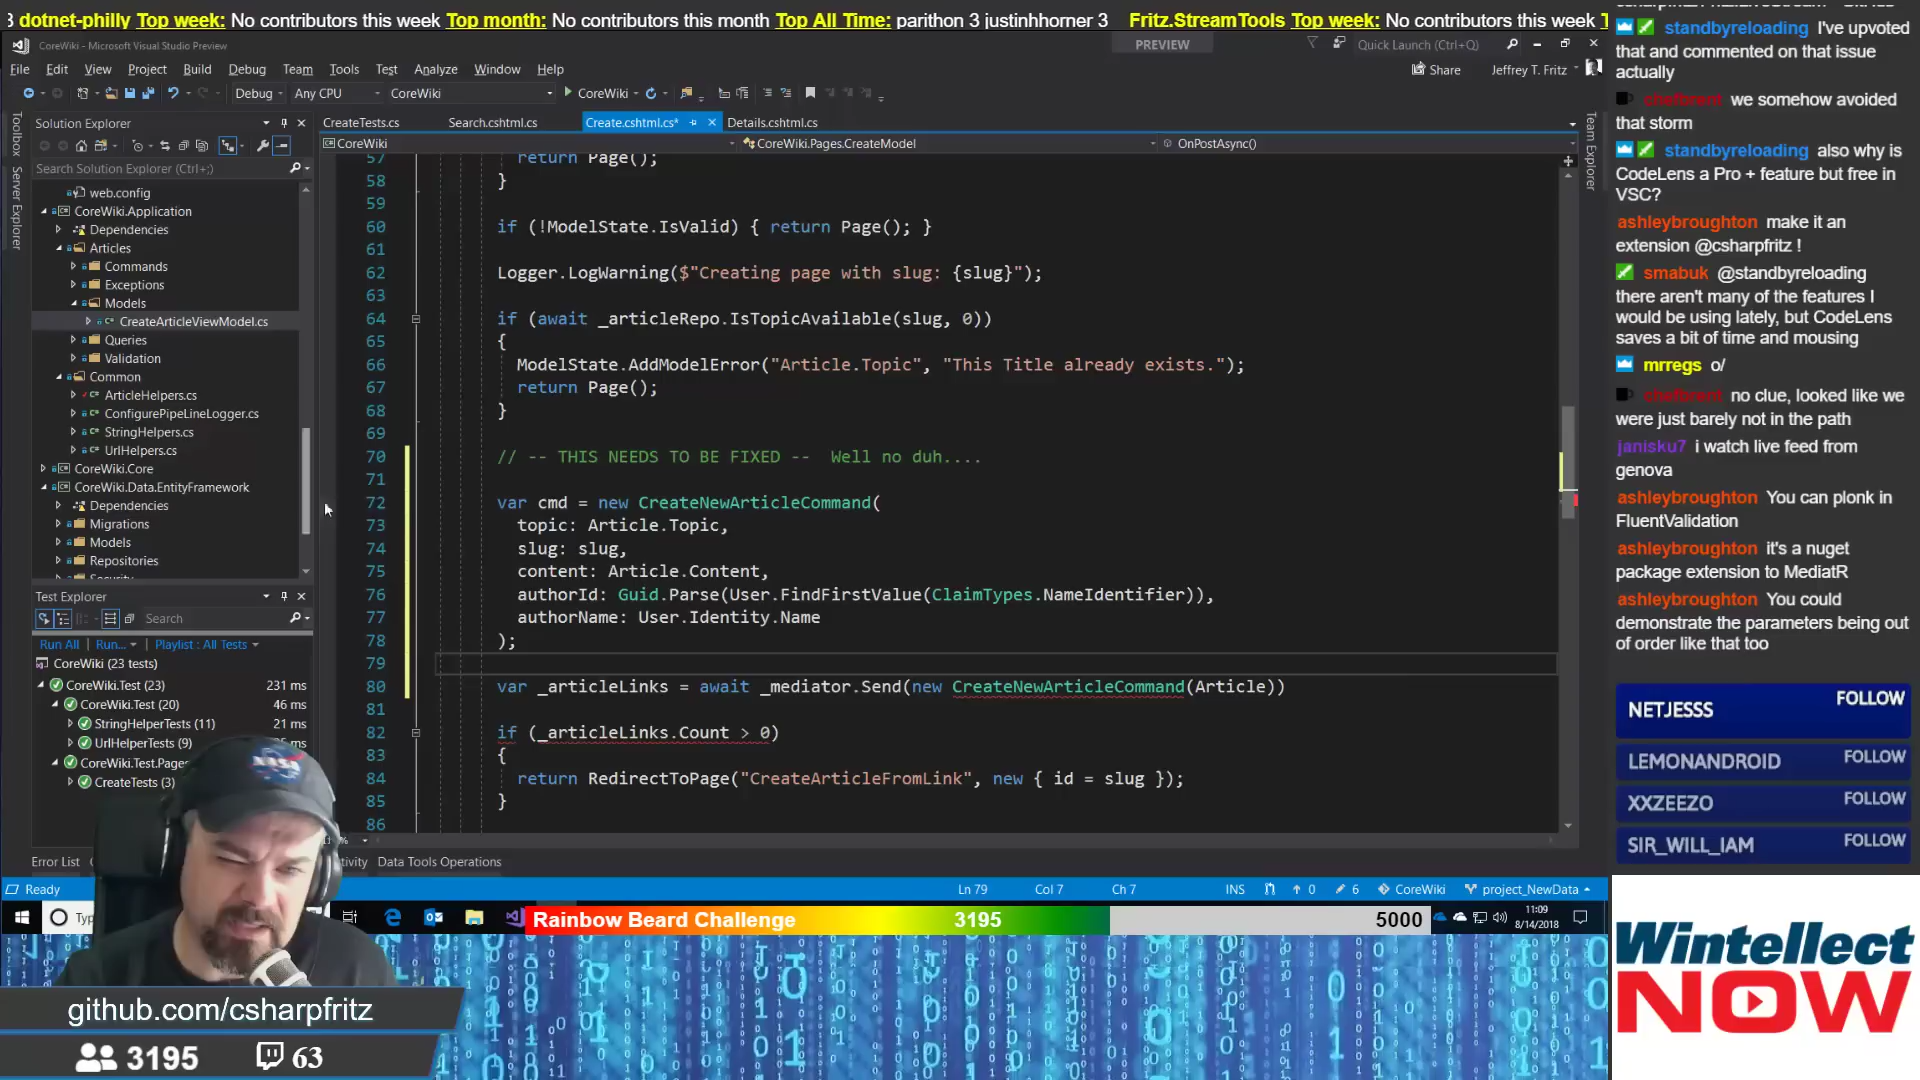 3 dotnet-philly Top week: No contributors this week Top month: No contributors this month Top All Time: parithon 3 justinhhorner 3 Fritz.StreamTools Top week: No contributors this week
CoreWiki - Microsoft Visual Studio Preview
PREVIEW
Quick Launch (Ctrl+Q)
File Edit View Project Build Debug Team Tools Test Analyze Window Help
Share
Jeffrey T. Fritz
Debug Any CPU CoreWiki CoreWiki
Toolbox
Server Explorer
Solution Explorer
Search Solution Explorer (Ctrl+;)
web.config
CoreWiki.Application
Dependencies
Articles
Commands
Exceptions
Models
CreateArticleViewModel.cs
Queries
Validation
Common
ArticleHelpers.cs
ConfigurePipeLineLogger.cs
StringHelpers.cs
UrlHelpers.cs
CoreWiki.Core
CoreWiki.Data.EntityFramework
Dependencies
Migrations
Models
Repositories
Security
Test Explorer
Search
Run All Run... Playlist : All Tests
CoreWiki (23 tests)
CoreWiki.Test (23) 231 ms
CoreWiki.Test (20) 46 ms
StringHelperTests (11) 21 ms
UrlHelperTests (9) ms
CoreWiki.Test.Pages
CreateTests (3)
CreateTests.cs Search.cshtml.cs Create.cshtml.cs* Details.cshtml.cs
CoreWiki CoreWiki.Pages.CreateModel OnPostAsync()
57 return Page();
58 }
59
60 if (!ModelState.IsValid) { return Page(); }
61
62 Logger.LogWarning($"Creating page with slug: {slug}");
63
64 if (await _articleRepo.IsTopicAvailable(slug, 0))
65 {
66 ModelState.AddModelError("Article.Topic", "This Title already exists.");
67 return Page();
68 }
69
70 // -- THIS NEEDS TO BE FIXED -- Well no duh....
71
72 var cmd = new CreateNewArticleCommand(
73 topic: Article.Topic,
74 slug: slug,
75 content: Article.Content,
76 authorId: Guid.Parse(User.FindFirstValue(ClaimTypes.NameIdentifier)),
77 authorName: User.Identity.Name
78 );
79
80 var _articleLinks = await _mediator.Send(new CreateNewArticleCommand(Article))
81
82 if (_articleLinks.Count > 0)
83 {
84 return RedirectToPage("CreateArticleFromLink", new { id = slug });
85 }
86
Team Explorer
Error List
Data Tools Operations
Ready
Ln 79 Col 7 Ch 7 INS 0 6 CoreWiki project_NewData
Rainbow Beard Challenge 3195 5000
11:09
8/14/2018
github.com/csharpfritz
3195 63
standbyreloading I've upvoted
that and commented on that issue
actually
chefbrent we somehow avoided
that storm
standbyreloading also why is
CodeLens a Pro + feature but free in
VSC?
ashleybroughton make it an
extension @csharpfritz !
smabuk @standbyreloading
there aren't many of the features I
would be using lately, but CodeLens
saves a bit of time and mousing
mrregs o/
chefbrent no clue, looked like we
were just barely not in the path
janisku7 i watch live feed from
genova
ashleybroughton You can plonk in
FluentValidation
ashleybroughton it's a nuget
package extension to MediatR
ashleybroughton You could
demonstrate the parameters being out
of order like that too
NETJESSS FOLLOW
LEMONANDROID FOLLOW
XXZEEZO FOLLOW
SIR_WILL_IAM FOLLOW
Wintellect
NOW